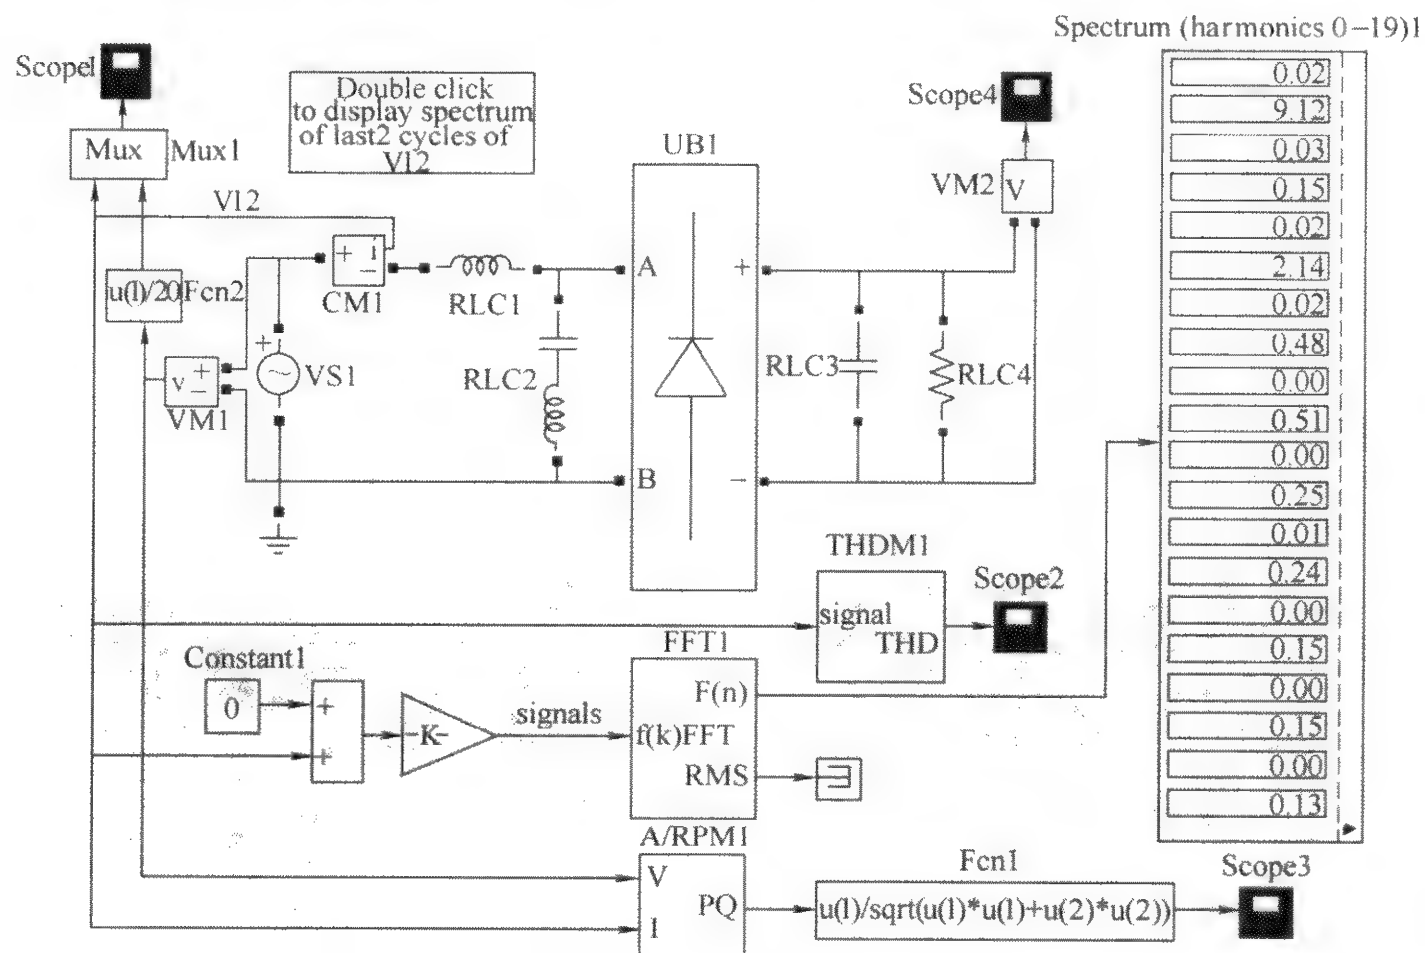 Spectrum (harmonics 0–19)1
Scope1
Double click
to display spectrum
of last2 cycles of
VI2
Scope4
Mux
Mux1
UB1
VM2
V
VI2
+
i
−
CM1
RLC1
A
+
u(1)/20
Fcn2
+
VS1
v
+
−
VM1
RLC2
RLC3
RLC4
B
−
0.02
9.12
0.03
0.15
0.02
2.14
0.02
0.48
0.00
0.51
0.00
0.25
0.01
0.24
0.00
0.15
0.00
0.15
0.00
0.13
THDM1
signal
THD
Scope2
Constant1
0
+
+
-K-
signals
FFT1
F(n)
f(k)FFT
RMS
A/RPM1
V
I
PQ
Fcn1
u(1)/sqrt(u(1)*u(1)+u(2)*u(2))
Scope3